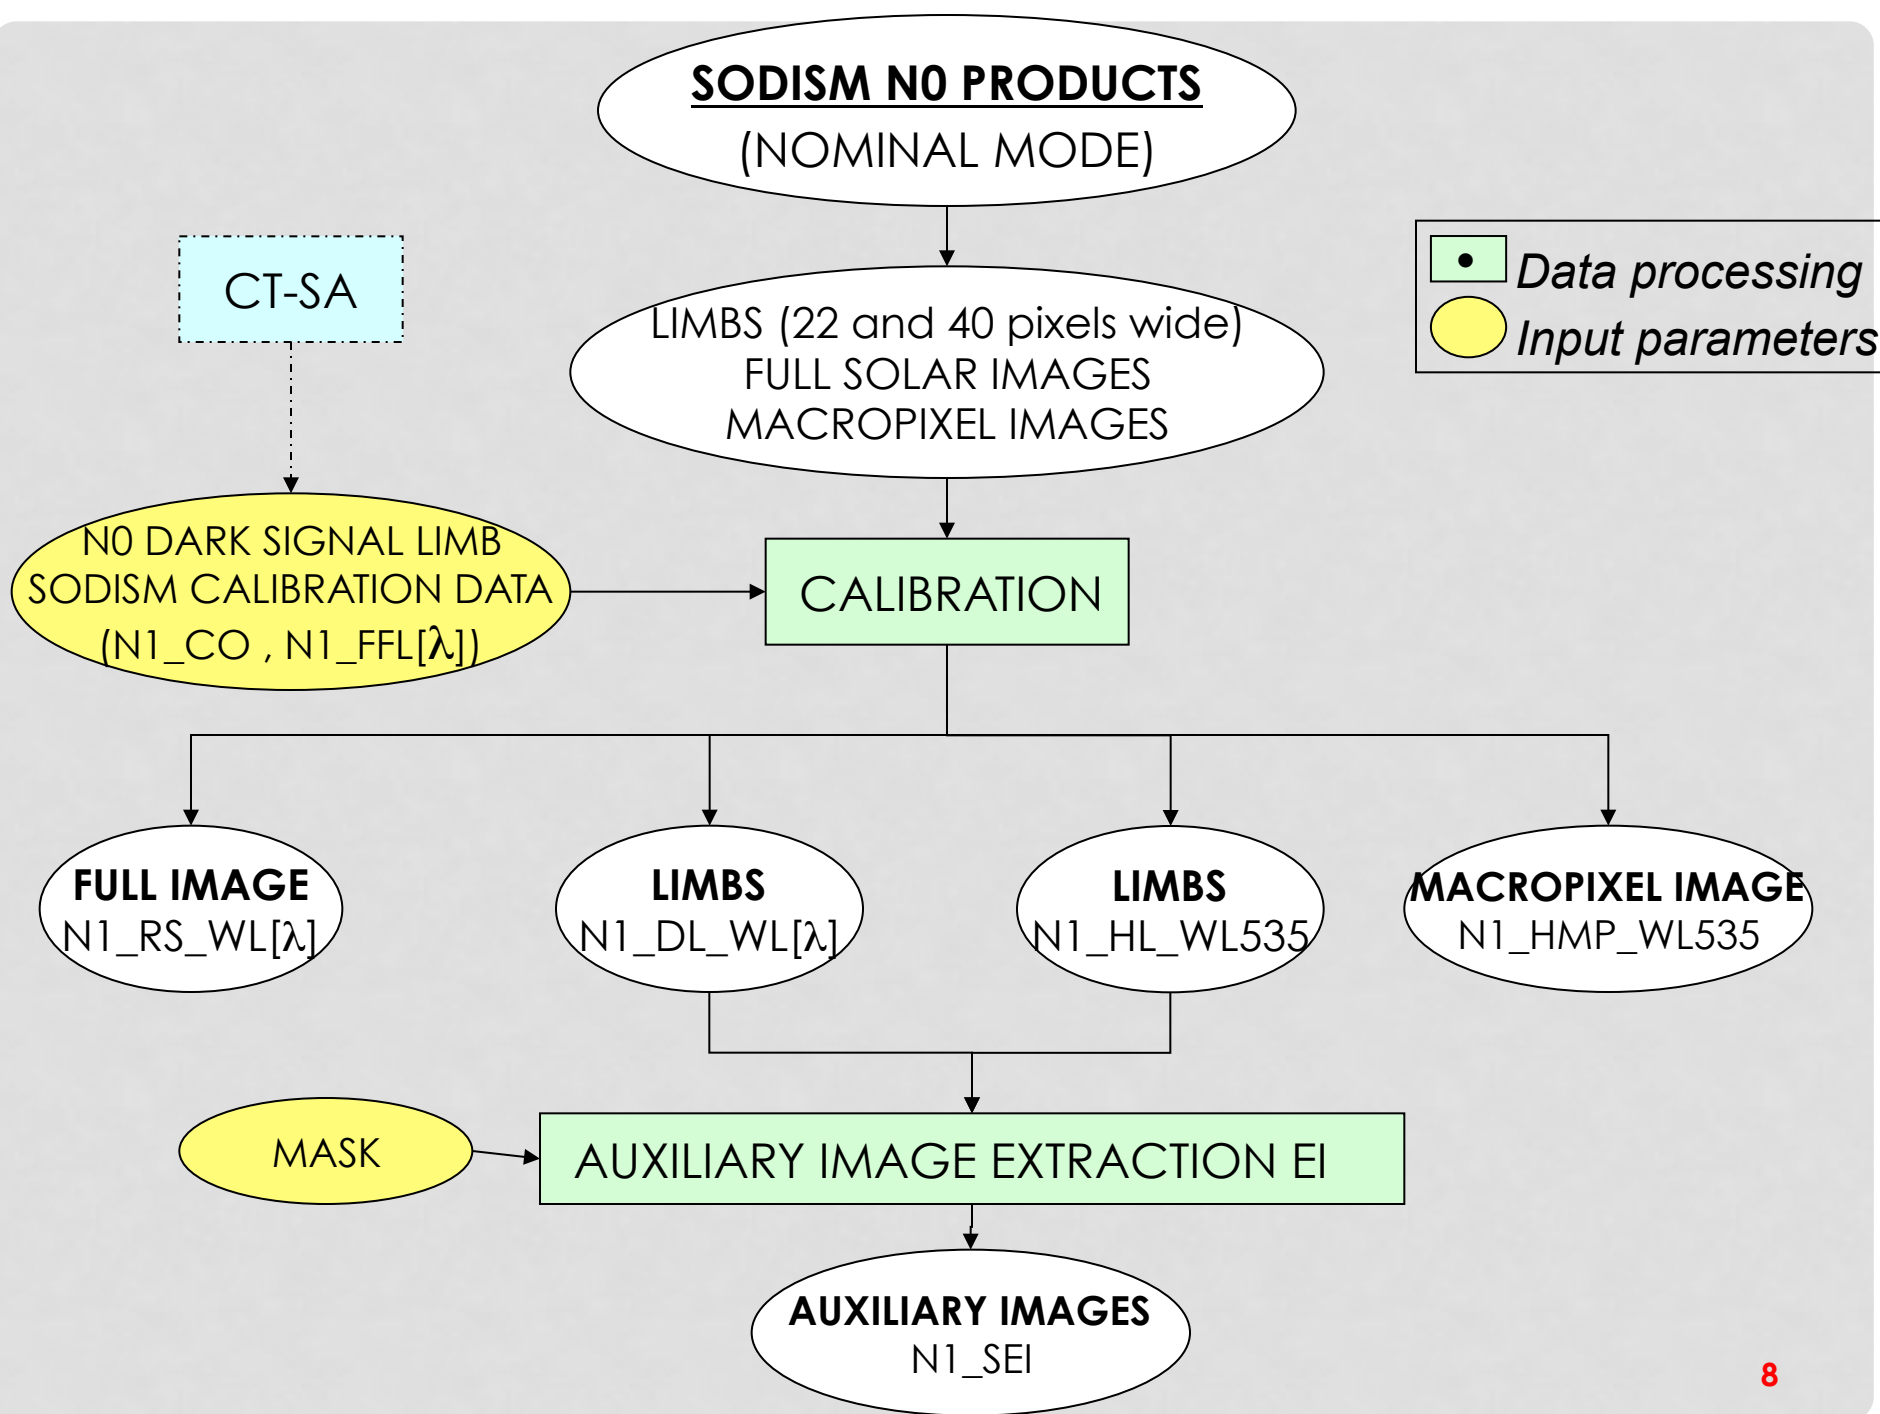 SODISM N0 PRODUCTS
(NOMINAL MODE)
CT-SA
• Data processing
Input parameters
LIMBS (22 and 40 pixels wide)
FULL SOLAR IMAGES
MACROPIXEL IMAGES
N0 DARK SIGNAL LIMB
SODISM CALIBRATION DATA
(N1_CO , N1_FFL[λ])
CALIBRATION
FULL IMAGE
N1_RS_WL[λ]
LIMBS
N1_DL_WL[λ]
LIMBS
N1_HL_WL535
MACROPIXEL IMAGE
N1_HMP_WL535
MASK
AUXILIARY IMAGE EXTRACTION EI
AUXILIARY IMAGES
N1_SEI
8